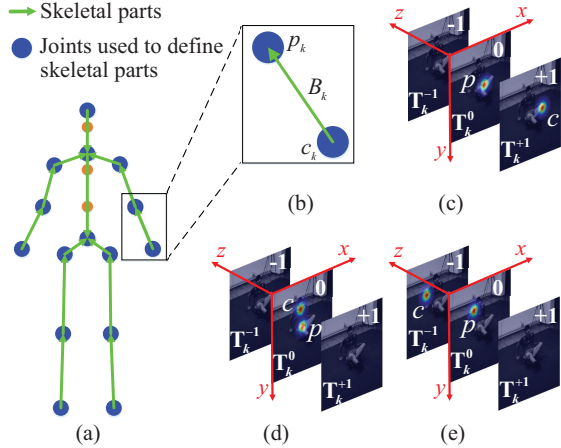 Skeletal parts
Joints used to define
skeletal parts
p_k
B_k
c_k
(a)
(b)
z
x
-1
0
+1
p
c
T_k^{-1}
T_k^0
T_k^{+1}
y
(c)
z
x
-1
0
+1
c
p
T_k^{-1}
T_k^0
T_k^{+1}
y
(d)
z
x
-1
0
+1
c
p
T_k^{-1}
T_k^0
T_k^{+1}
y
(e)